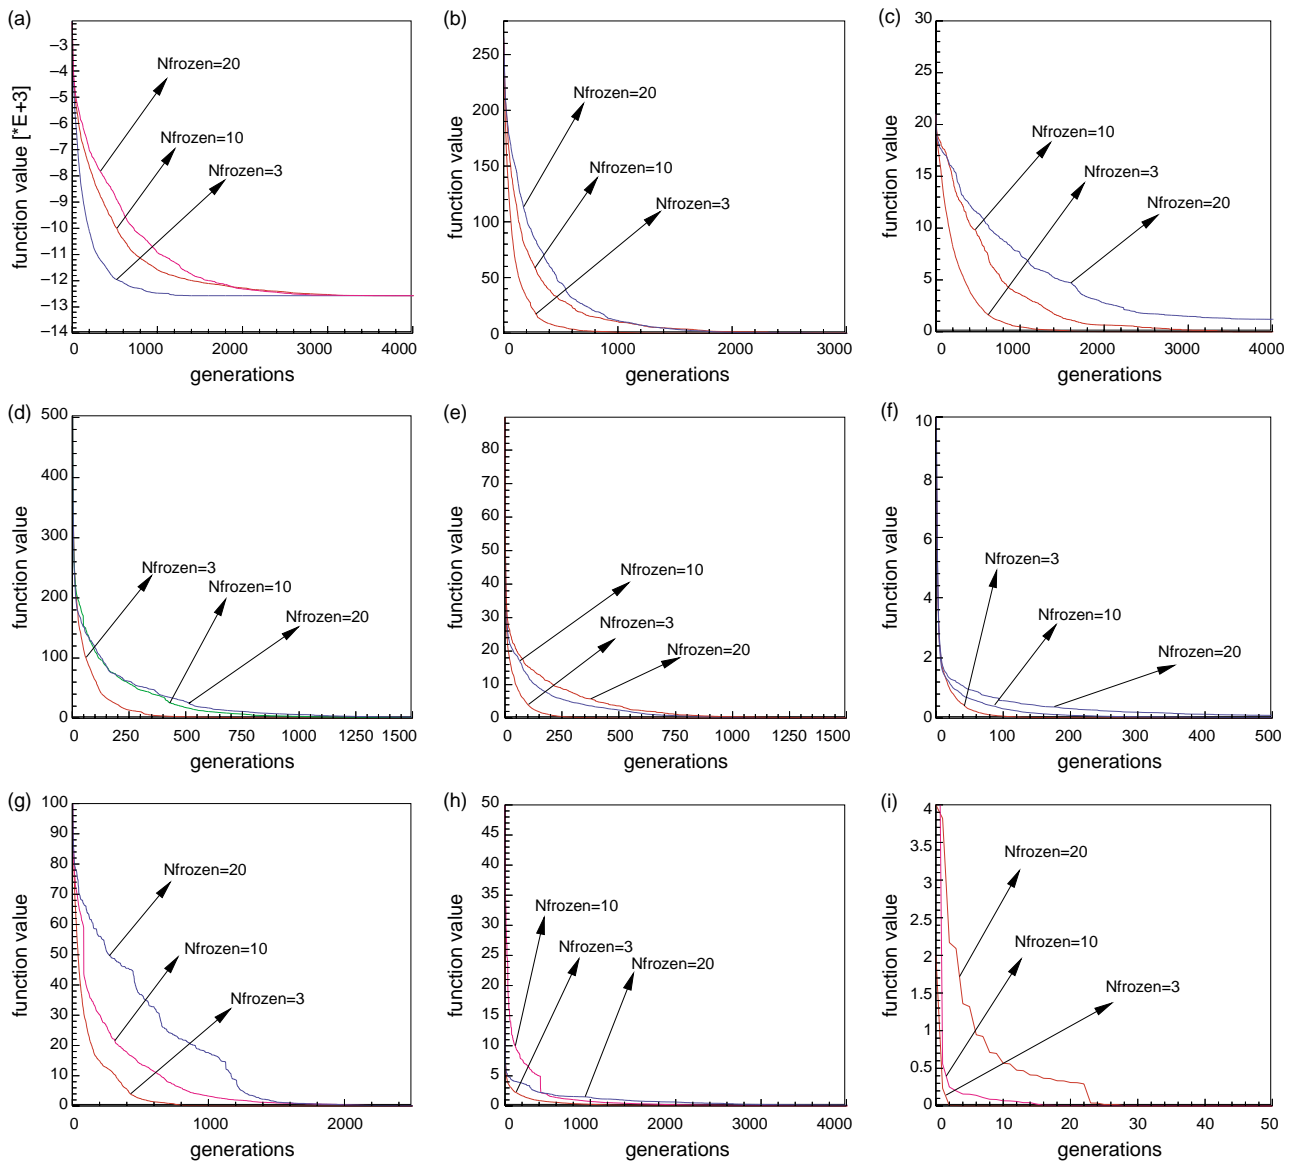 (a)
−3
−4
−5
−6
−7
−8
−9
−10
−11
−12
−13
−14
function value [*E+3]
Nfrozen=20
Nfrozen=10
Nfrozen=3
0 1000 2000 3000 4000
generations
(b)
250
200
150
100
50
0
function value
Nfrozen=20
Nfrozen=10
Nfrozen=3
0 1000 2000 3000
generations
(c)
30
25
20
15
10
5
0
function value
Nfrozen=10
Nfrozen=3
Nfrozen=20
0 1000 2000 3000 4000
generations
(d)
500
400
300
200
100
0
function value
Nfrozen=3
Nfrozen=10
Nfrozen=20
0 250 500 750 1000 1250 1500
generations
(e)
80
70
60
50
40
30
20
10
0
function value
Nfrozen=10
Nfrozen=3
Nfrozen=20
0 250 500 750 1000 1250 1500
generations
(f)
10
8
6
4
2
0
function value
Nfrozen=3
Nfrozen=10
Nfrozen=20
0 100 200 300 400 500
generations
(g)
100
90
80
70
60
50
40
30
20
10
0
function value
Nfrozen=20
Nfrozen=10
Nfrozen=3
0 1000 2000
generations
(h)
50
45
40
35
30
25
20
15
10
5
0
function value
Nfrozen=10
Nfrozen=3
Nfrozen=20
0 1000 2000 3000 4000
generations
(i)
4
3.5
3
2.5
2
1.5
1
0.5
0
function value
Nfrozen=20
Nfrozen=10
Nfrozen=3
0 10 20 30 40 50
generations